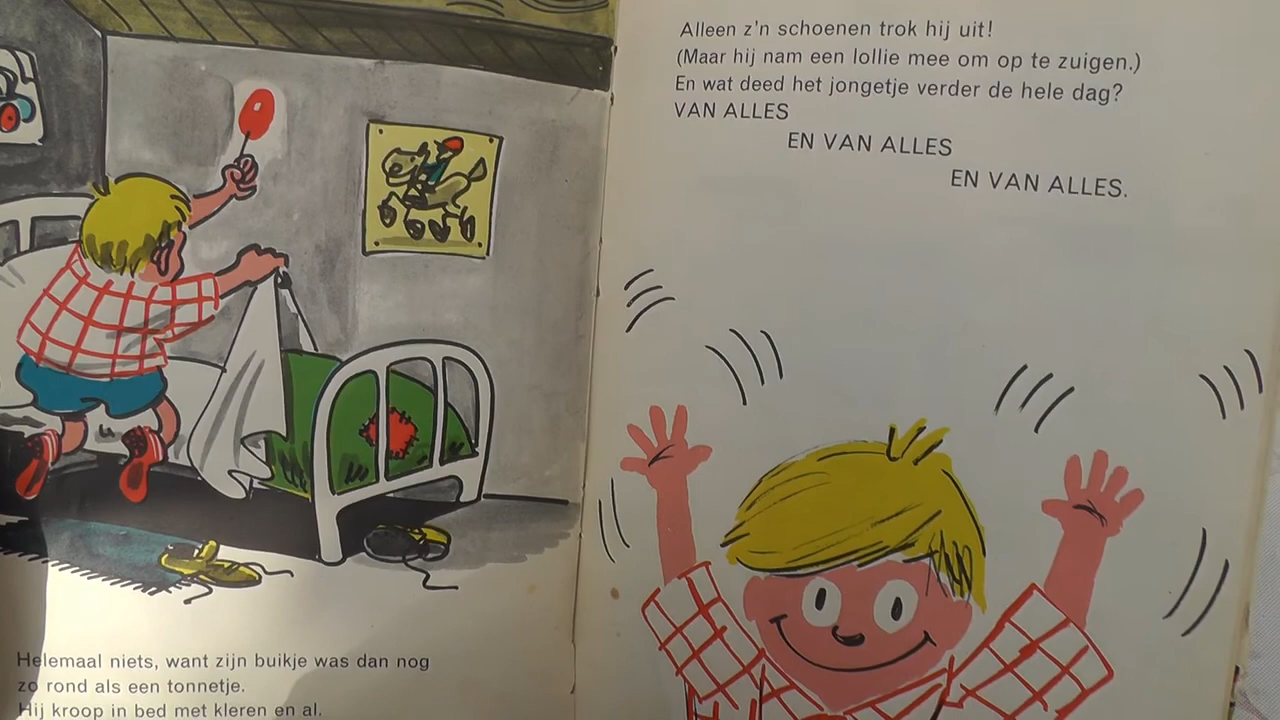 Helemaal niets, want zijn buikje was dan nog
zo rond als een tonnetje.
Hij kroop in bed met kleren en al.
Alleen z'n schoenen trok hij uit!
(Maar hij nam een lollie mee om op te zuigen.)
En wat deed het jongetje verder de hele dag?
VAN ALLES
EN VAN ALLES
EN VAN ALLES.